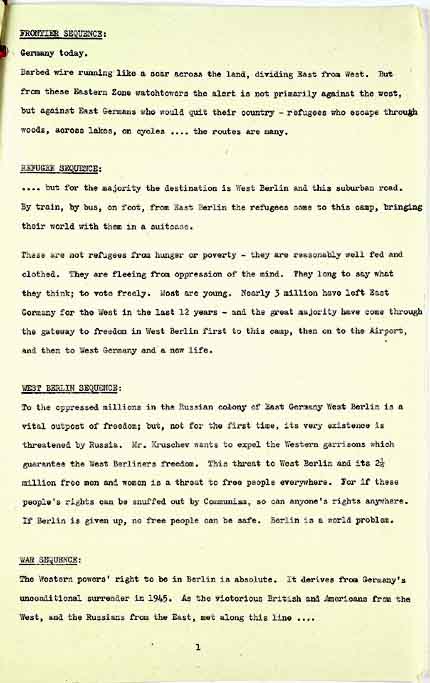 FRONTIER SEQUENCE:
Germany today.
Barbed wire running like a scar across the land, dividing East from West. But
from these Eastern Zone watchtowers the alert is not primarily against the west,
but against East Germans who would quit their country - refugees who escape through
woods, across lakes, on cycles .... the routes are many.
REFUGEE SEQUENCE:
.... but for the majority the destination is West Berlin and this suburban road.
By train, by bus, on foot, from East Berlin the refugees come to this camp, bringing
their world with them in a suitcase.
These are not refugees from hunger or poverty - they are reasonably well fed and
clothed. They are fleeing from oppression of the mind. They long to say what
they think; to vote freely. Most are young. Nearly 3 million have left East
Germany for the West in the last 12 years - and the great majority have come through
the gateway to freedom in West Berlin first to this camp, then on to the Airport,
and then to West Germany and a new life.
WEST BERLIN SEQUENCE:
To the oppressed millions in the Russian colony of East Germany West Berlin is a
vital outpost of freedom; but, not for the first time, its very existence is
threatened by Russia. Mr. Kruschev wants to expel the Western garrisons which
guarantee the West Berliners freedom. This threat to West Berlin and its 2½
million free men and women is a threat to free people everywhere. For if these
people's rights can be snuffed out by Communism, so can anyone's rights anywhere.
If Berlin is given up, no free people can be safe. Berlin is a world problem.
WAR SEQUENCE:
The Western powers' right to be in Berlin is absolute. It derives from Germany's
unconditional surrender in 1945. As the victorious British and Americans from the
West, and the Russians from the East, met along this line ....
1